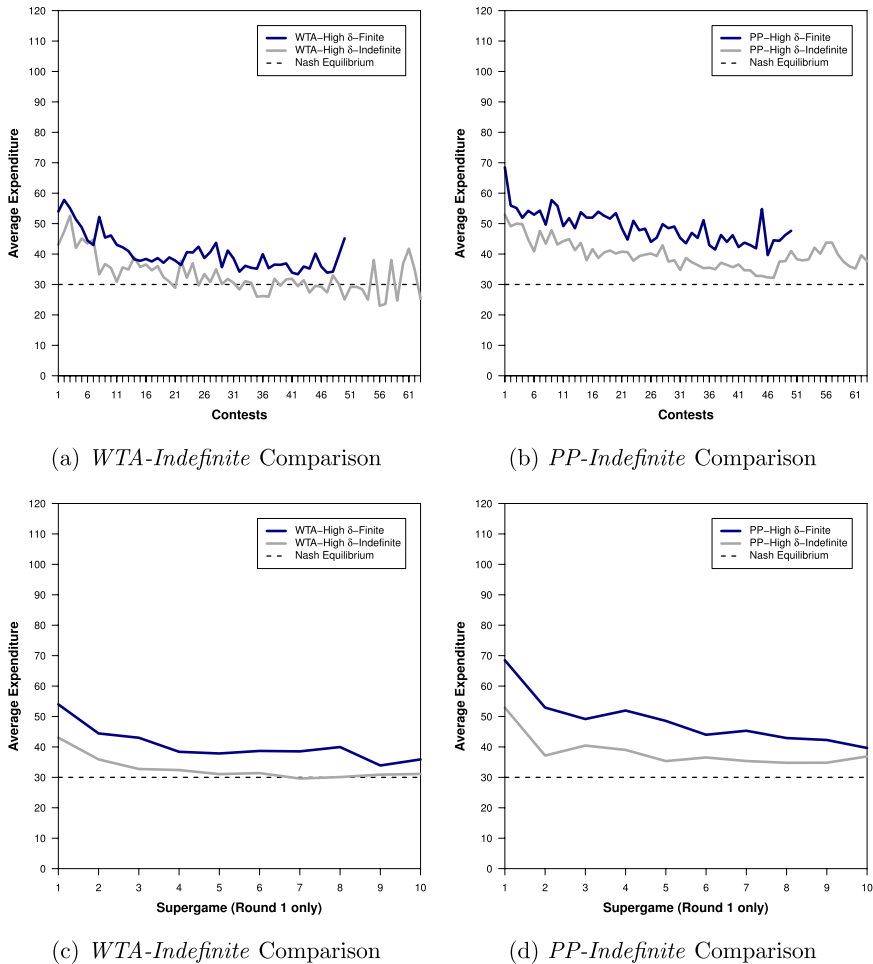 120
110
100
90
80
70
60
50
40
30
20
10
0
Average Expenditure
WTA−High δ−Finite
WTA−High δ−Indefinite
Nash Equilibrium
1 6 11 16 21 26 31 36 41 46 51 56 61
Contests
(a) WTA-Indefinite Comparison
120
110
100
90
80
70
60
50
40
30
20
10
0
Average Expenditure
PP−High δ−Finite
PP−High δ−Indefinite
Nash Equilibrium
1 6 11 16 21 26 31 36 41 46 51 56 61
Contests
(b) PP-Indefinite Comparison
120
110
100
90
80
70
60
50
40
30
20
10
0
Average Expenditure
WTA−High δ−Finite
WTA−High δ−Indefinite
Nash Equilibrium
1 2 3 4 5 6 7 8 9 10
Supergame (Round 1 only)
(c) WTA-Indefinite Comparison
120
110
100
90
80
70
60
50
40
30
20
10
0
Average Expenditure
PP−High δ−Finite
PP−High δ−Indefinite
Nash Equilibrium
1 2 3 4 5 6 7 8 9 10
Supergame (Round 1 only)
(d) PP-Indefinite Comparison